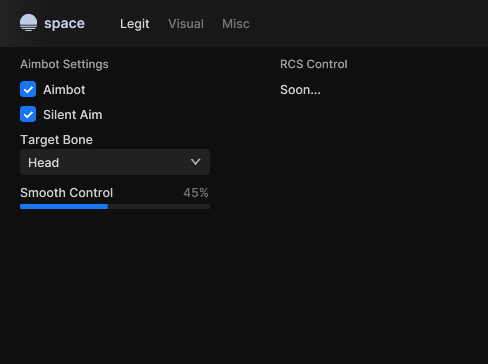 space
Legit
Visual
Misc
Aimbot Settings
Aimbot
Silent Aim
Target Bone
Head
Smooth Control 45%
RCS Control
Soon...